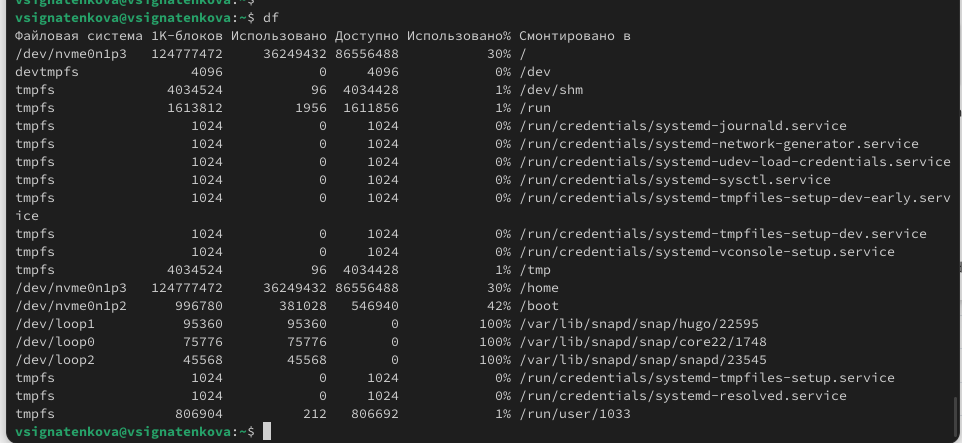 vsignatenkova@vsignatenkova:~$
vsignatenkova@vsignatenkova:~$ df
Файловая система 1K-блоков Использовано Доступно Использовано% Смонтировано в
/dev/nvme0n1p3   124777472     36249432 86556488           30% /
devtmpfs              4096            0     4096            0% /dev
tmpfs              4034524           96  4034428            1% /dev/shm
tmpfs              1613812         1956  1611856            1% /run
tmpfs                 1024            0     1024            0% /run/credentials/systemd-journald.service
tmpfs                 1024            0     1024            0% /run/credentials/systemd-network-generator.service
tmpfs                 1024            0     1024            0% /run/credentials/systemd-udev-load-credentials.service
tmpfs                 1024            0     1024            0% /run/credentials/systemd-sysctl.service
tmpfs                 1024            0     1024            0% /run/credentials/systemd-tmpfiles-setup-dev-early.serv
ice
tmpfs                 1024            0     1024            0% /run/credentials/systemd-tmpfiles-setup-dev.service
tmpfs                 1024            0     1024            0% /run/credentials/systemd-vconsole-setup.service
tmpfs              4034524           96  4034428            1% /tmp
/dev/nvme0n1p3   124777472     36249432 86556488           30% /home
/dev/nvme0n1p2      996780       381028   546940           42% /boot
/dev/loop1           95360        95360        0          100% /var/lib/snapd/snap/hugo/22595
/dev/loop0           75776        75776        0          100% /var/lib/snapd/snap/core22/1748
/dev/loop2           45568        45568        0          100% /var/lib/snapd/snap/snapd/23545
tmpfs                 1024            0     1024            0% /run/credentials/systemd-tmpfiles-setup.service
tmpfs                 1024            0     1024            0% /run/credentials/systemd-resolved.service
tmpfs               806904          212   806692            1% /run/user/1033
vsignatenkova@vsignatenkova:~$